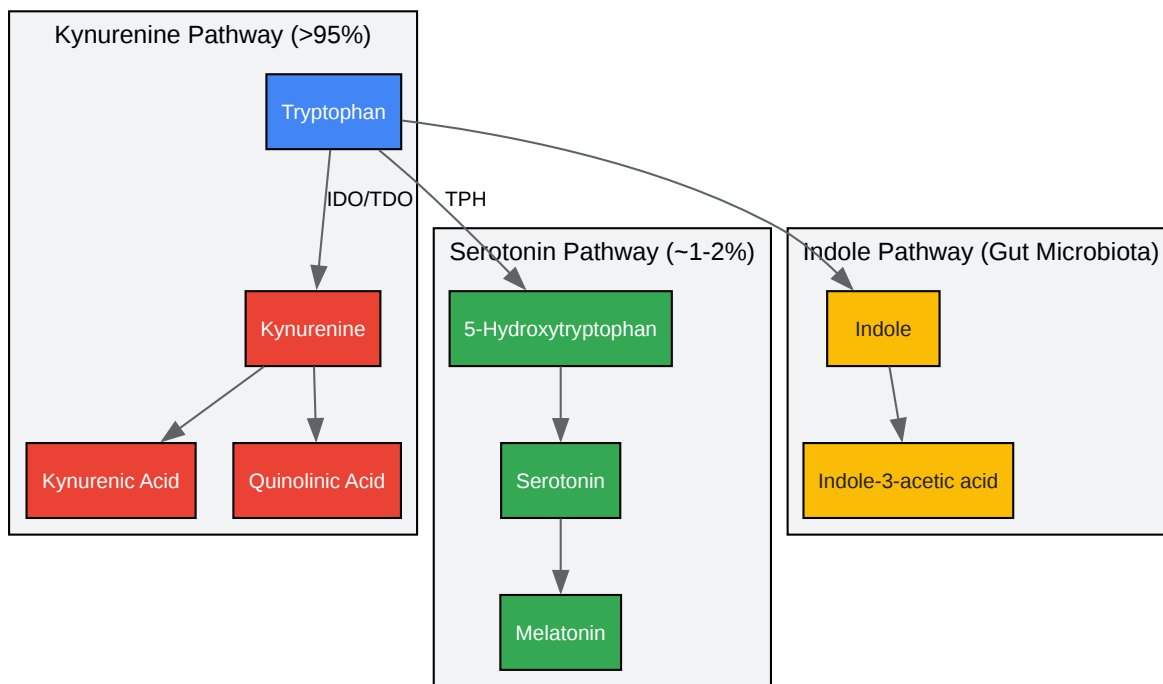 Kynurenine Pathway (>95%)
Tryptophan
IDO/TDO
TPH
Serotonin Pathway (~1-2%)
Indole Pathway (Gut Microbiota)
Kynurenine
5-Hydroxytryptophan
Indole
Kynurenic Acid
Quinolinic Acid
Serotonin
Indole-3-acetic acid
Melatonin